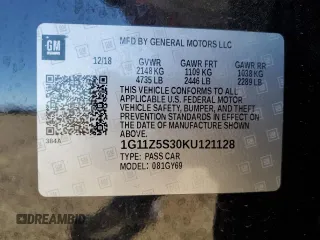 GM
MFD BY GENERAL MOTORS LLC
12/18 GVWR GAWR FRT GAWR RR
2148 KG 1109 KG 1038 KG
4735 LB 2446 LB 2289 LB
THIS VEHICLE CONFORMS TO ALL
APPLICABLE U.S. FEDERAL MOTOR
VEHICLE SAFETY, BUMPER, AND THEFT
PREVENTION STANDARDS IN EFFECT
ON THE DATE OF MANUFACTURE
SHOWN ABOVE.
1G11Z5S30KU121128
TYPE: PASS CAR
MODEL: 081GY69
DREAMBID